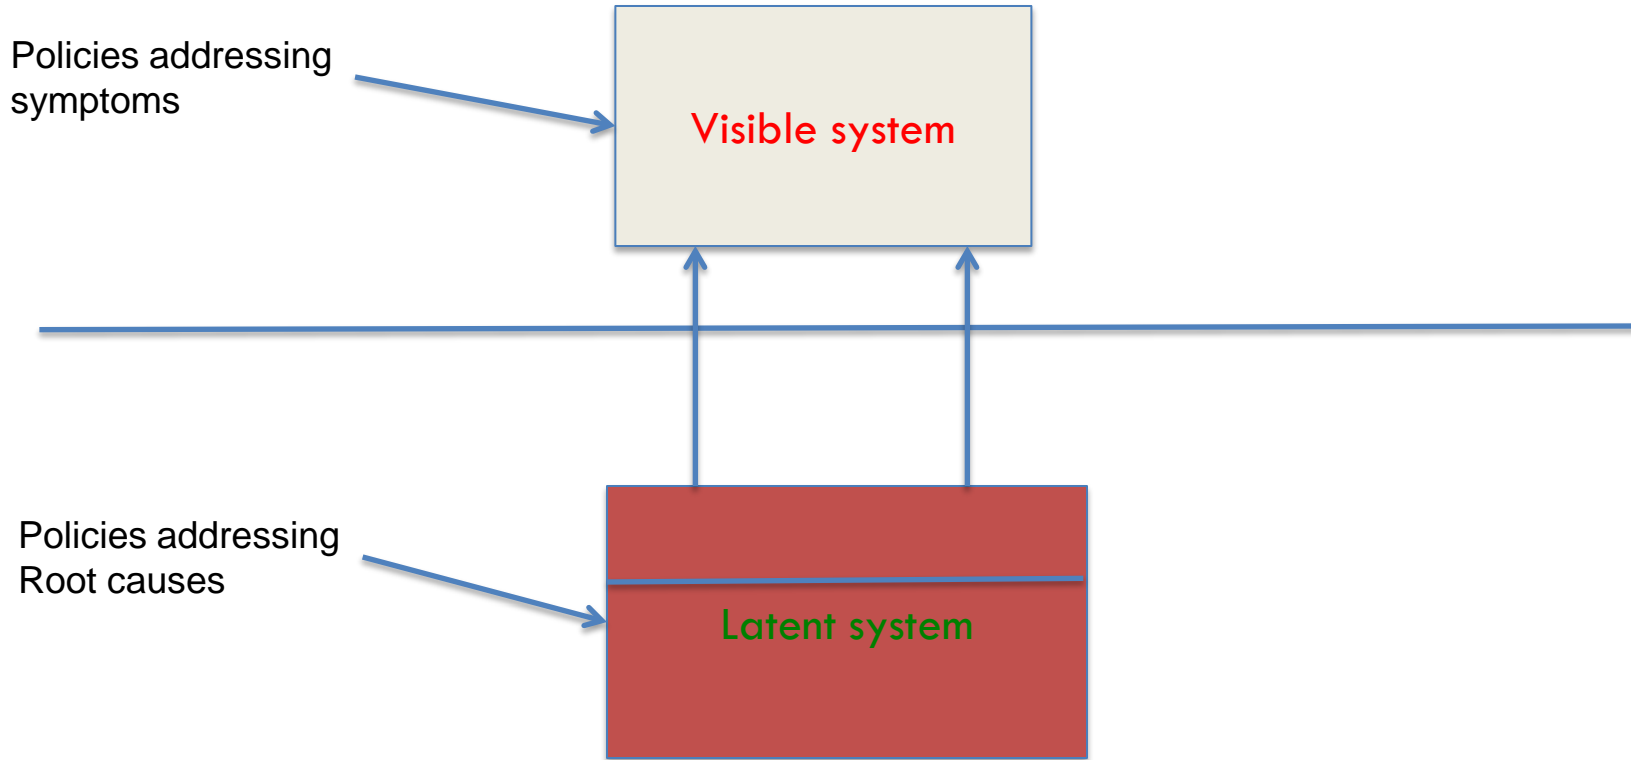 Policies addressing
symptoms
Visible system
Policies addressing
Root causes
Latent system